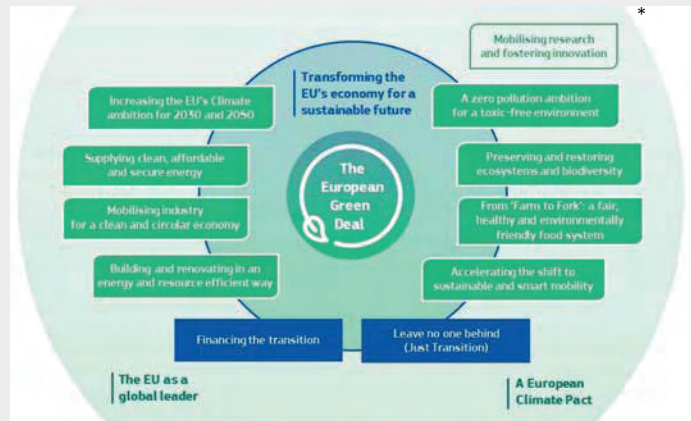 *
Mobilising research
and fostering innovation
Transforming the
EU's economy for a
sustainable future
Increasing the EU's Climate
ambition for 2030 and 2050
A zero pollution ambition
for a toxic-free environment
Supplying clean, affordable
and secure energy
The
European
Green
Deal
Preserving and restoring
ecosystems and biodiversity
Mobilising industry
for a clean and circular economy
From 'Farm to Fork': a fair,
healthy and environmentally
friendly food system
Building and renovating in an
energy and resource efficient way
Accelerating the shift to
sustainable and smart mobility
Financing the transition
Leave no one behind
(Just Transition)
The EU as a
global leader
A European
Climate Pact